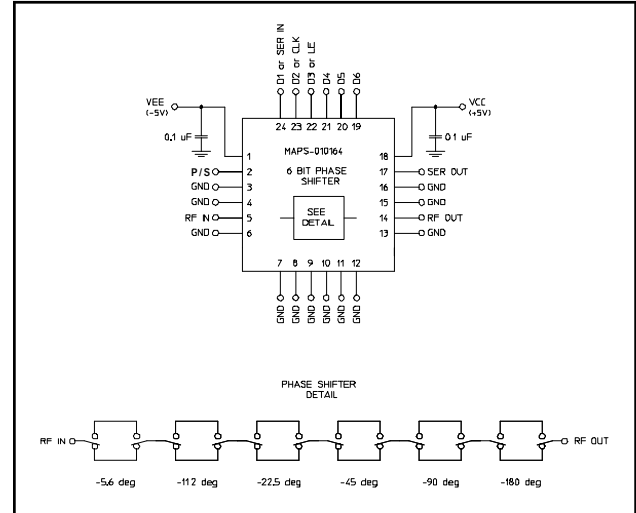 D1 or SER IN
D2 or CLK
D3 or LE
D4
D5
D6
VEE
(-5V)
VCC
(+5V)
24 23 22 21 20 19
0.1 uF
0.1 uF
MAPS-010164
1
18
P/S
2
6 BIT PHASE
SHIFTER
17
SER OUT
GND
3
16
GND
GND
4
15
GND
SEE
DETAIL
RF IN
5
14
RF OUT
GND
6
13
GND
7 8 9 10 11 12
GND
GND
GND
GND
GND
GND
PHASE SHIFTER
DETAIL
RF IN
RF OUT
-5.6 deg
-11.2 deg
-22.5 deg
-45 deg
-90 deg
-180 deg